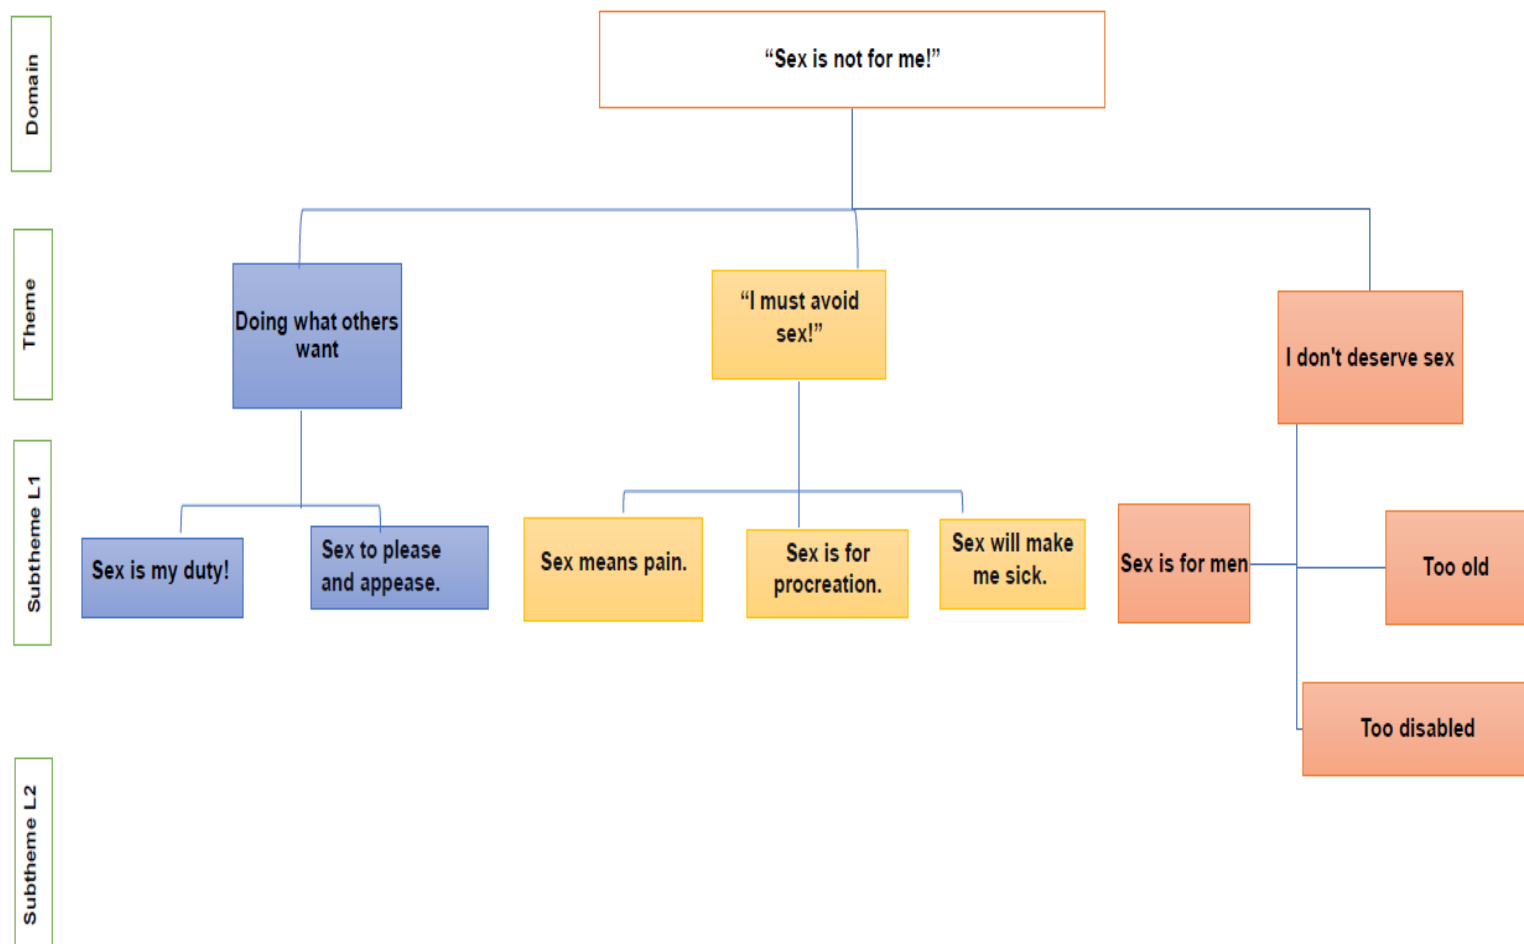 Domain
“Sex is not for me!”
Theme
Doing what others
want
“I must avoid
sex!”
I don't deserve sex
Subtheme L1
Sex is my duty!
Sex to please
and appease.
Sex means pain.
Sex is for
procreation.
Sex will make
me sick.
Sex is for men
Too old
Too disabled
Subtheme L2